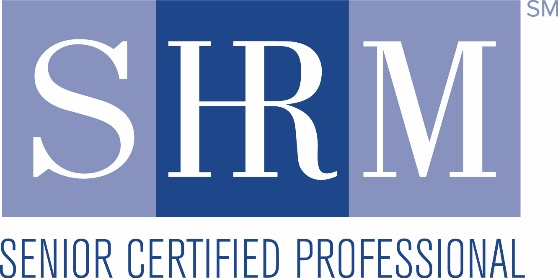 SHRM SM
SENIOR CERTIFIED PROFESSIONAL